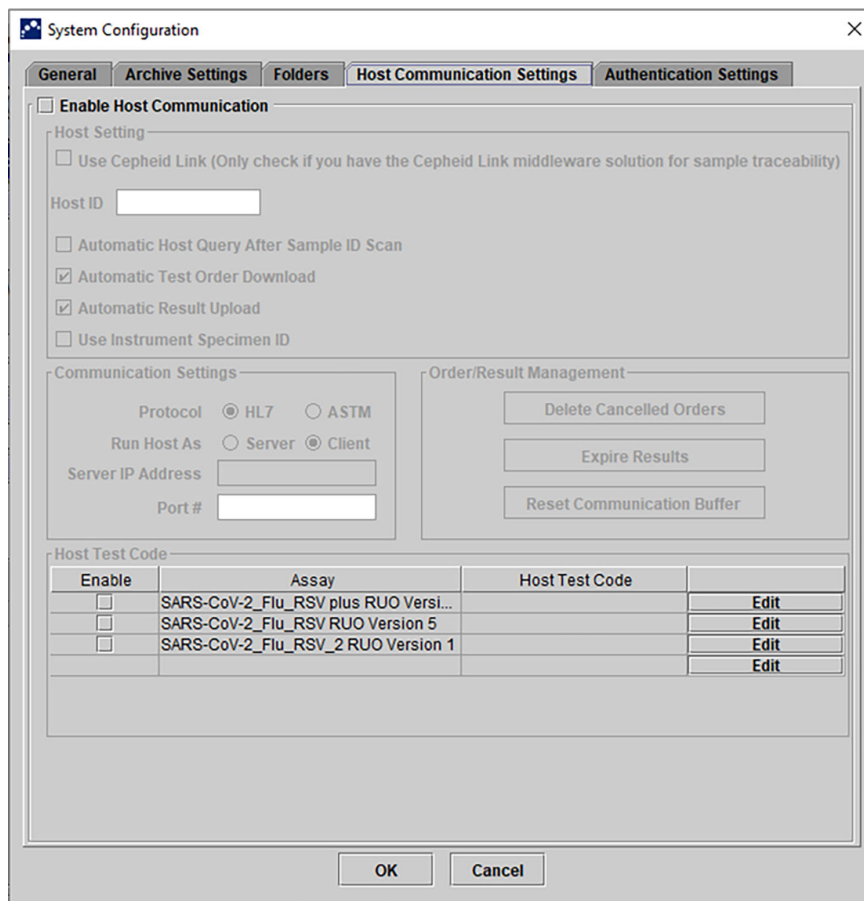 System Configuration
General Archive Settings Folders Host Communication Settings Authentication Settings
Enable Host Communication
Host Setting
Use Cepheid Link (Only check if you have the Cepheid Link middleware solution for sample traceability)
Host ID
Automatic Host Query After Sample ID Scan
Automatic Test Order Download
Automatic Result Upload
Use Instrument Specimen ID
Communication Settings
Protocol HL7 ASTM
Run Host As Server Client
Server IP Address
Port #
Order/Result Management
Delete Cancelled Orders
Expire Results
Reset Communication Buffer
Host Test Code
Enable Assay Host Test Code
SARS-CoV-2_Flu_RSV plus RUO Versi... Edit
SARS-CoV-2_Flu_RSV RUO Version 5 Edit
SARS-CoV-2_Flu_RSV_2 RUO Version 1 Edit
Edit
OK Cancel